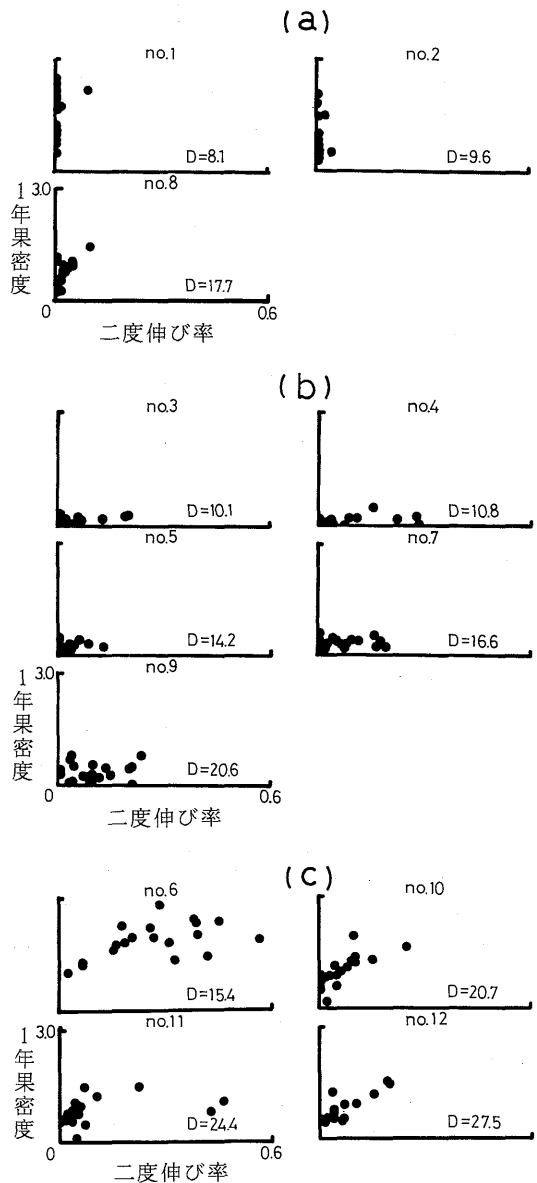 (a)
no.1
no.2
D=8.1
D=9.6
no.8
3.0
1年果密度
D=17.7
0
0.6
二度伸び率
(b)
no.3
no.4
D=10.1
D=10.8
no.5
no.7
D=14.2
D=16.6
no.9
3.0
1年果密度
D=20.6
0
0.6
二度伸び率
(c)
no.6
no.10
D=15.4
D=20.7
no.11
no.12
3.0
1年果密度
D=24.4
D=27.5
0
0.6
二度伸び率